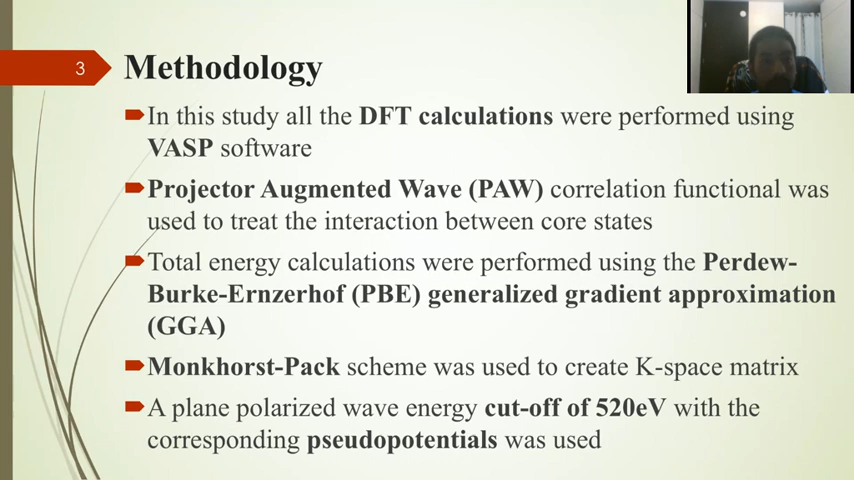 3
Methodology
In this study all the DFT calculations were performed using
VASP software
Projector Augmented Wave (PAW) correlation functional was
used to treat the interaction between core states
Total energy calculations were performed using the Perdew-
Burke-Ernzerhof (PBE) generalized gradient approximation
(GGA)
Monkhorst-Pack scheme was used to create K-space matrix
A plane polarized wave energy cut-off of 520eV with the
corresponding pseudopotentials was used